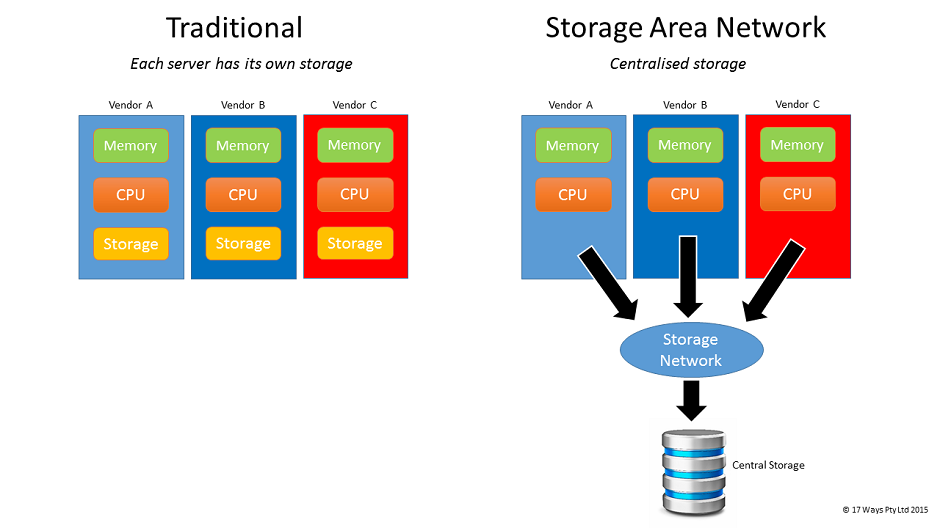 Traditional
Each server has its own storage
Vendor A
Vendor B
Vendor C
Memory
Memory
Memory
CPU
CPU
CPU
Storage
Storage
Storage
Storage Area Network
Centralised storage
Vendor A
Vendor B
Vendor C
Memory
Memory
Memory
CPU
CPU
CPU
Storage
Network
Central Storage
© 17 Ways Pty Ltd 2015